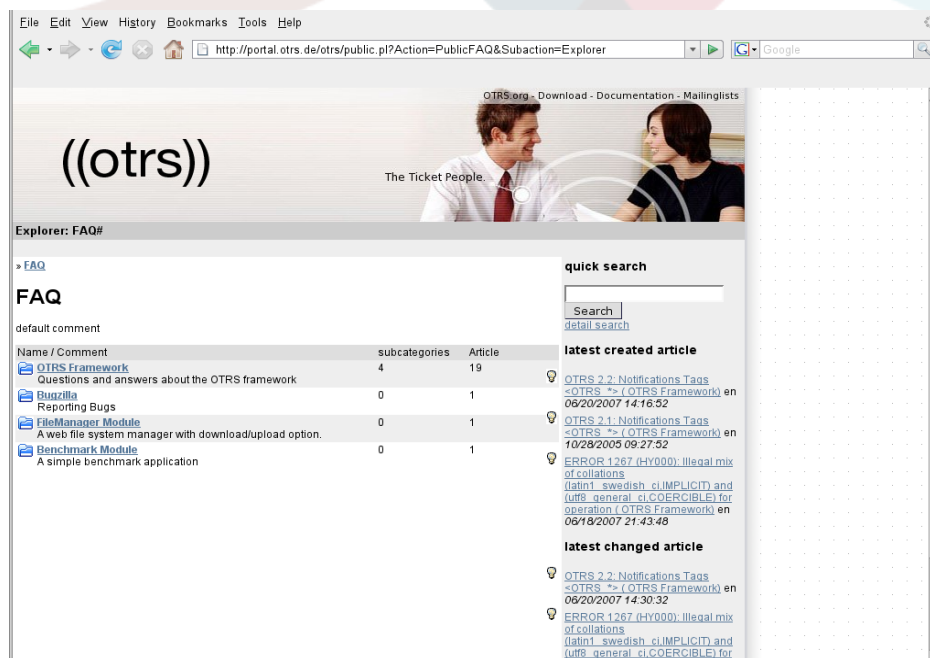 File Edit View History Bookmarks Tools Help
http://portal.otrs.de/otrs/public.pl?Action=PublicFAQ&Subaction=Explorer
G Google
OTRS.org - Download - Documentation - Mailinglists
((otrs))
The Ticket People.
Explorer: FAQ#
» FAQ
FAQ
default comment
Name / Comment subcategories Article
OTRS Framework 4 19
Questions and answers about the OTRS framework
Bugzilla 0 1
Reporting Bugs
FileManager Module 0 1
A web file system manager with download/upload option.
Benchmark Module 0 1
A simple benchmark application
quick search
Search
detail search
latest created article
OTRS 2.2: Notifications Tags
<OTRS_*> ( OTRS Framework) en
06/20/2007 14:16:52
OTRS 2.1: Notifications Tags
<OTRS_*> ( OTRS Framework) en
10/28/2005 09:27:52
ERROR 1267 (HY000): Illegal mix
of collations
(latin1_swedish_ci,IMPLICIT) and
(utf8_general_ci,COERCIBLE) for
operation ( OTRS Framework) en
06/18/2007 21:43:48
latest changed article
OTRS 2.2: Notifications Tags
<OTRS_*> ( OTRS Framework) en
06/20/2007 14:30:32
ERROR 1267 (HY000): Illegal mix
of collations
(latin1_swedish_ci,IMPLICIT) and
(utf8_general_ci,COERCIBLE) for